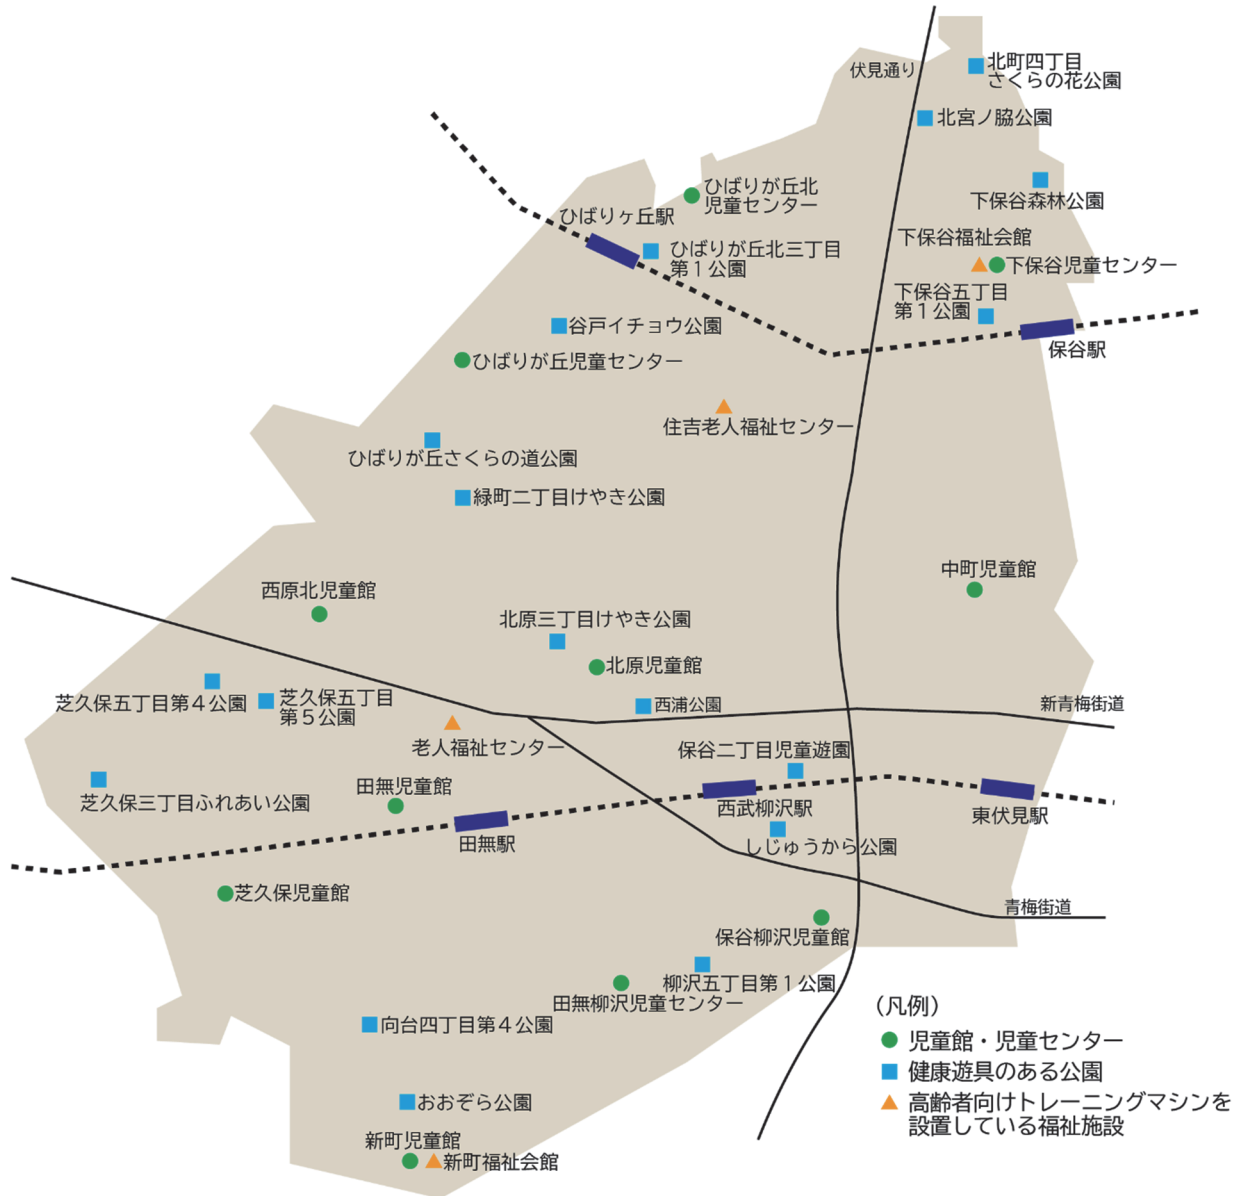 伏見通り
北町四丁目
さくらの花公園
北宮ノ脇公園
ひばりが丘北
児童センター
下保谷森林公園
ひばりヶ丘駅
下保谷福祉会館
ひばりが丘北三丁目
第１公園
下保谷児童センター
下保谷五丁目
第１公園
谷戸イチョウ公園
保谷駅
ひばりが丘児童センター
住吉老人福祉センター
ひばりが丘さくらの道公園
緑町二丁目けやき公園
中町児童館
西原北児童館
北原三丁目けやき公園
北原児童館
芝久保五丁目第４公園
芝久保五丁目
第５公園
西浦公園
新青梅街道
老人福祉センター
保谷二丁目児童遊園
田無児童館
芝久保三丁目ふれあい公園
西武柳沢駅
東伏見駅
田無駅
しじゅうから公園
芝久保児童館
青梅街道
保谷柳沢児童館
柳沢五丁目第１公園
田無柳沢児童センター
向台四丁目第４公園
おおぞら公園
新町児童館
新町福祉会館
（凡例）
児童館・児童センター
健康遊具のある公園
高齢者向けトレーニングマシンを
設置している福祉施設